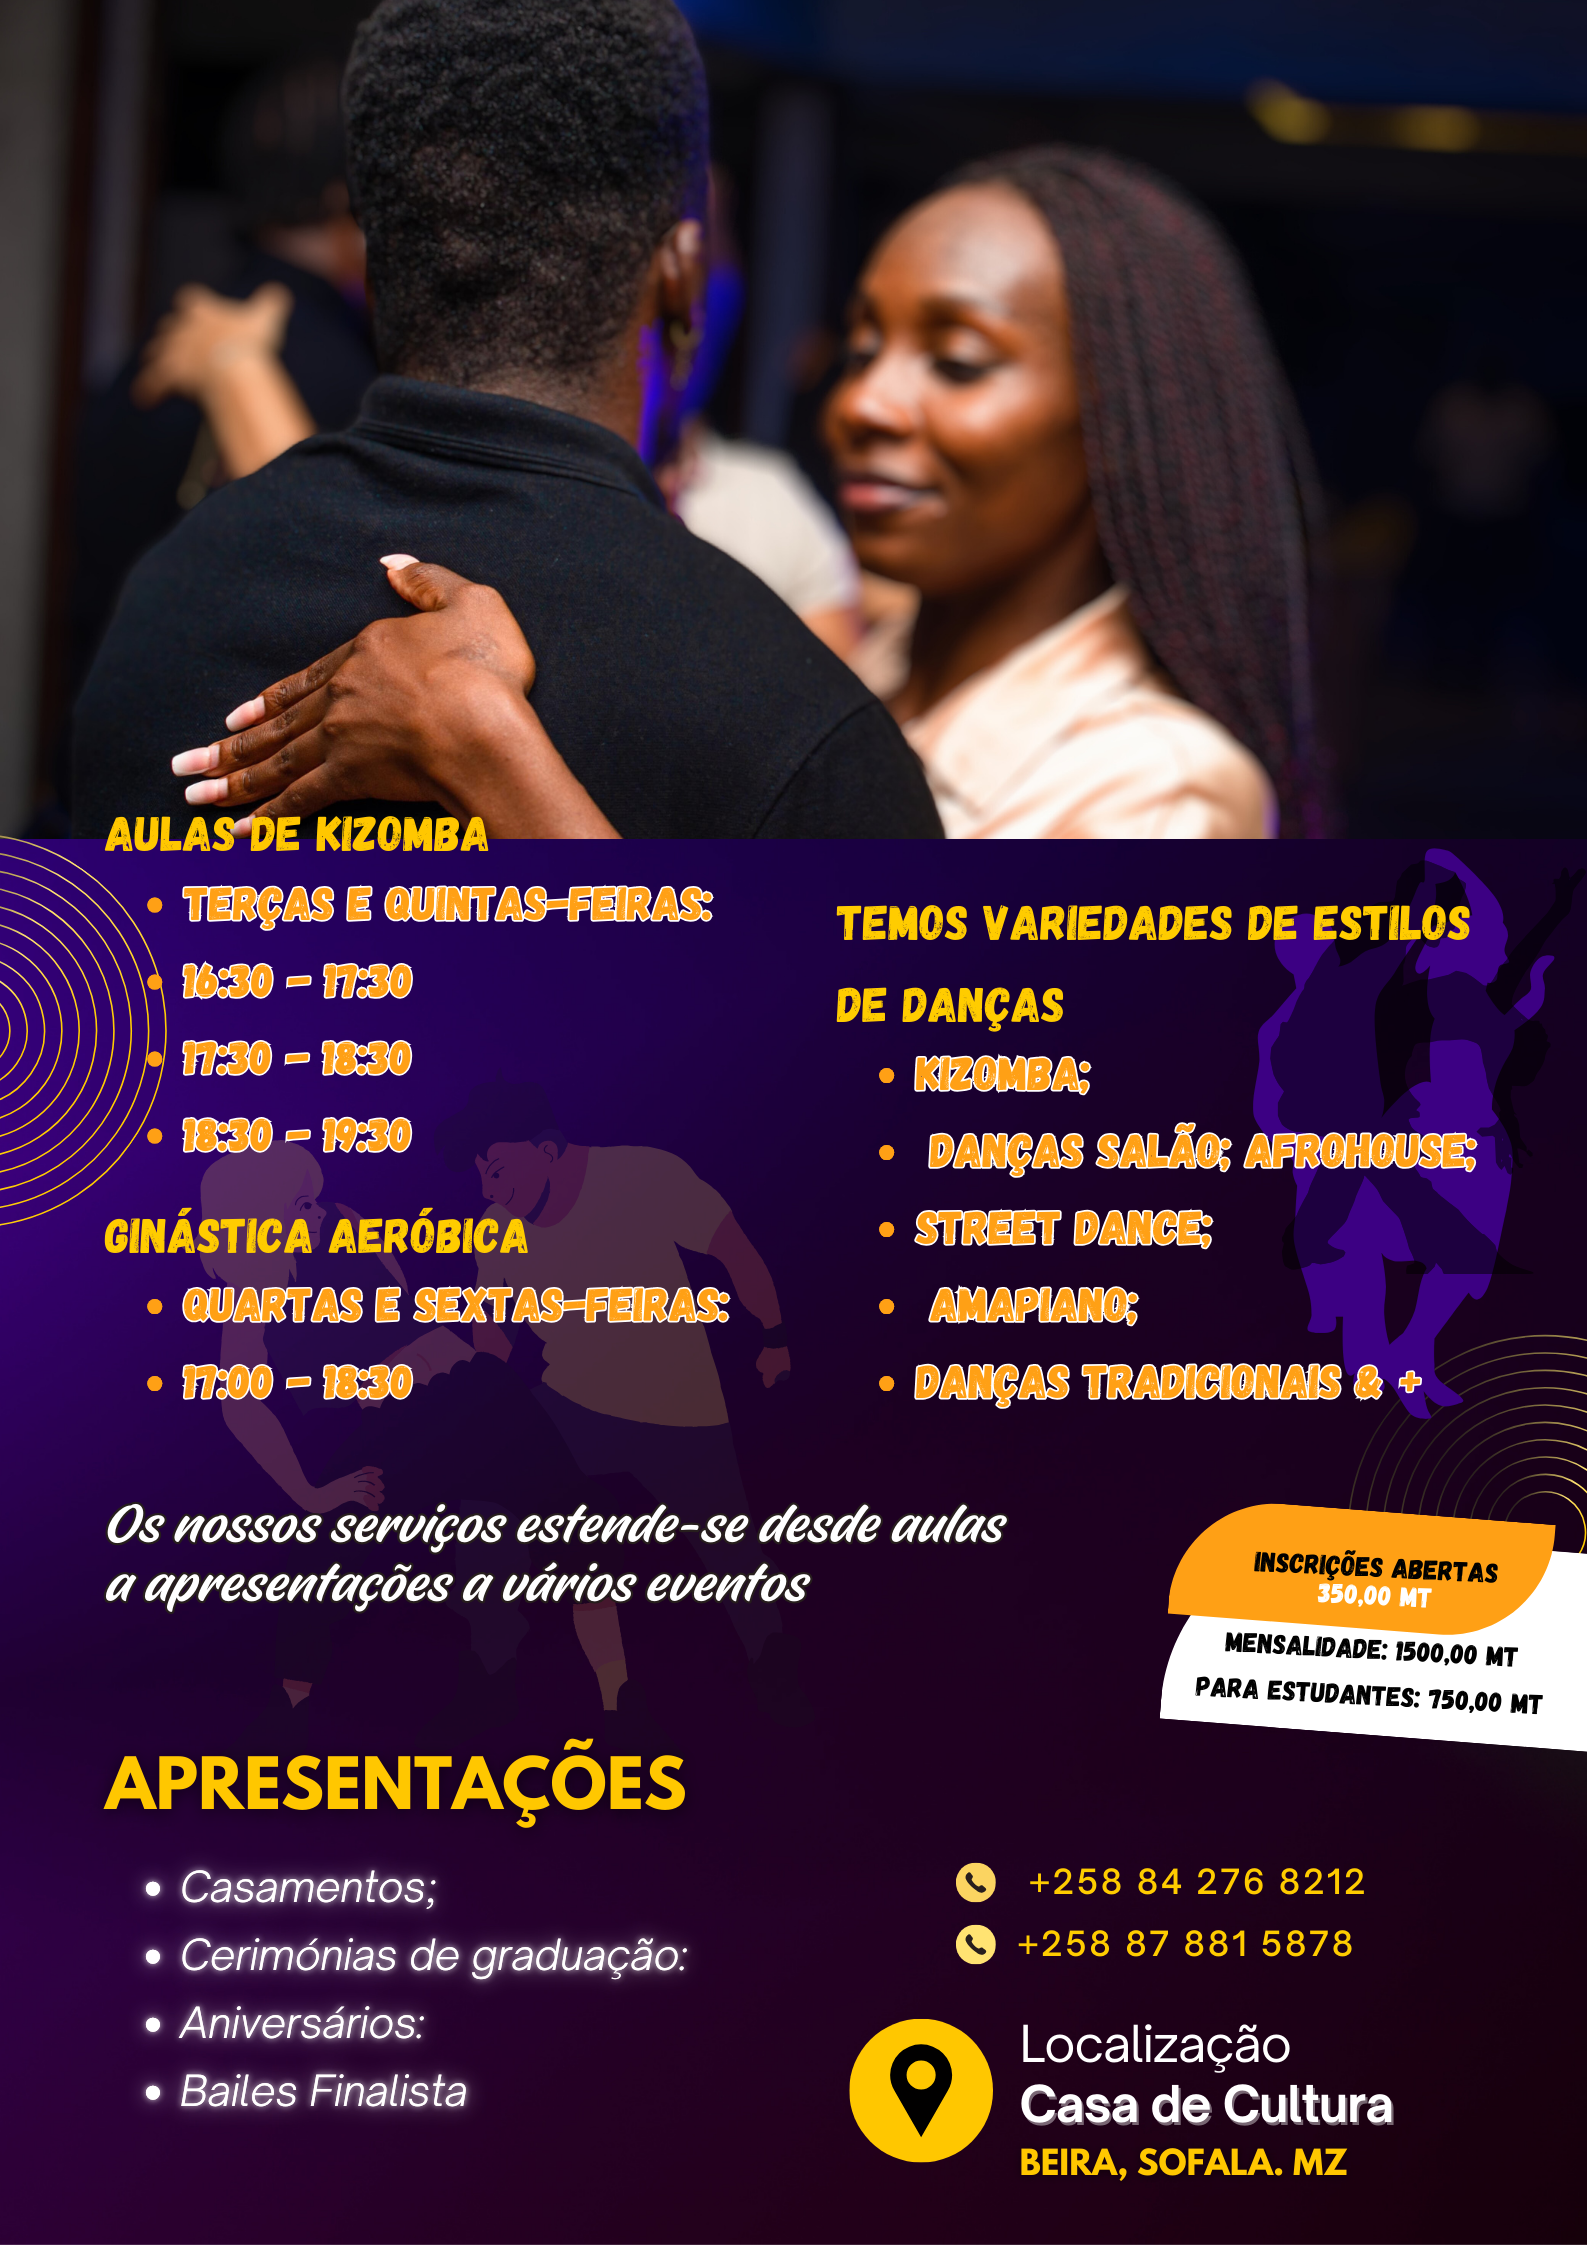 AULAS DE KIZOMBA
• TERÇAS E QUINTAS-FEIRAS:
• 16:30 – 17:30
• 17:30 – 18:30
• 18:30 – 19:30
GINÁSTICA AERÓBICA
• QUARTAS E SEXTAS-FEIRAS:
• 17:00 – 18:30
TEMOS VARIEDADES DE ESTILOS
DE DANÇAS
• KIZOMBA;
• DANÇAS SALÃO; AFROHOUSE;
• STREET DANCE;
• AMAPIANO;
• DANÇAS TRADICIONAIS & +
Os nossos serviços estende-se desde aulas
a apresentações a vários eventos
INSCRIÇÕES ABERTAS
350,00 MT
MENSALIDADE: 1500,00 MT
PARA ESTUDANTES: 750,00 MT
APRESENTAÇÕES
• Casamentos;
• Cerimónias de graduação:
• Aniversários:
• Bailes Finalista
+258 84 276 8212
+258 87 881 5878
Localização
Casa de Cultura
BEIRA, SOFALA. MZ